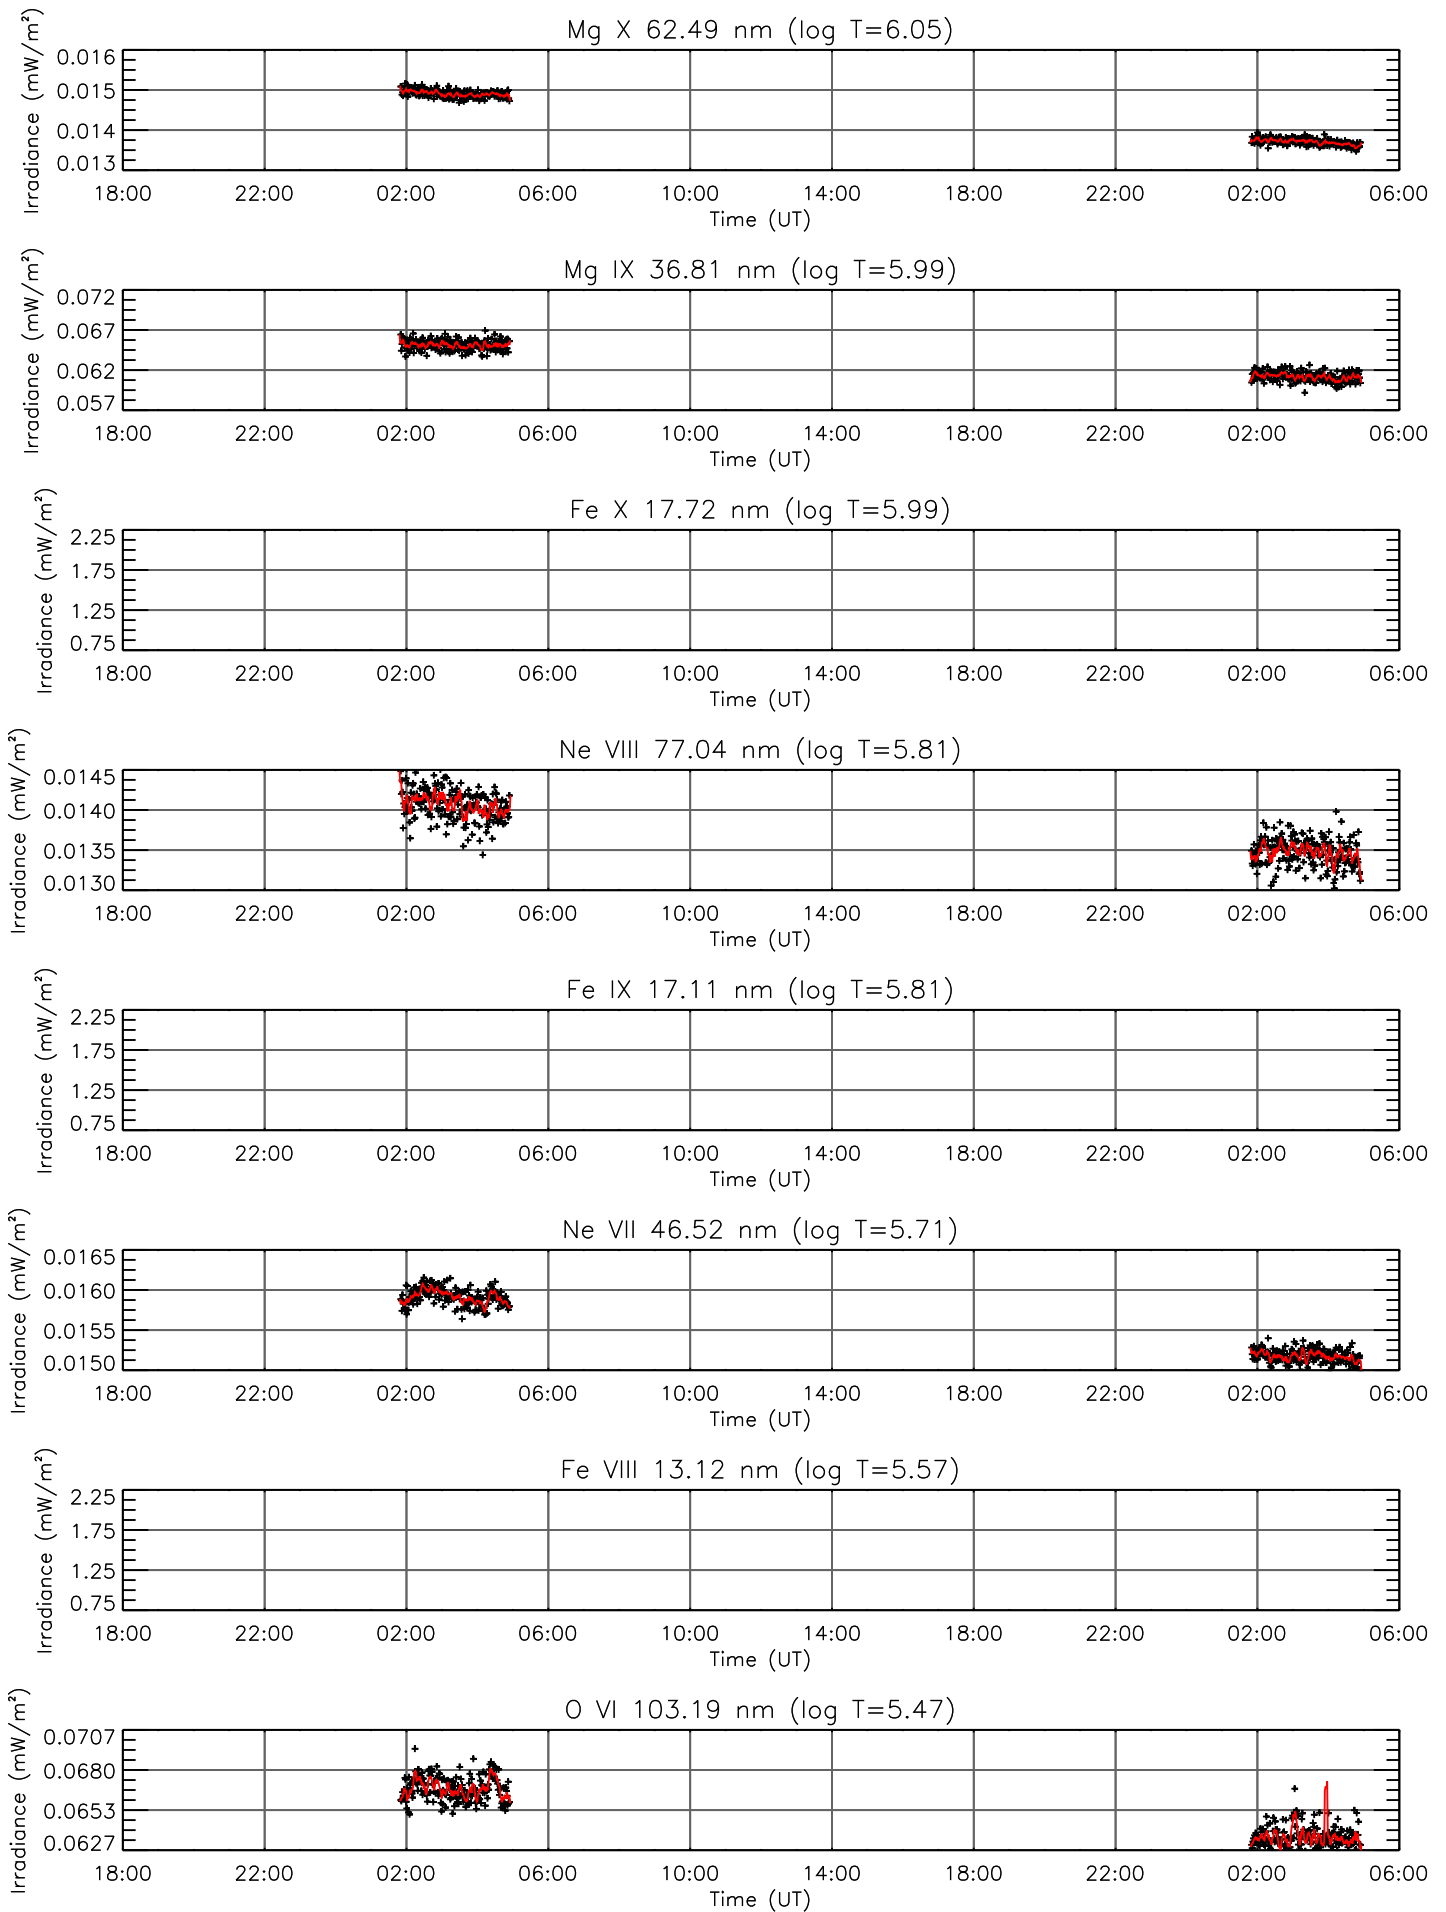 Mg X 62.49 nm (log T=6.05)
Irradiance (mW/m²)
0.016
0.015
0.014
0.013
18:00 22:00 02:00 06:00 10:00 14:00 18:00 22:00 02:00 06:00
Time (UT)
Mg IX 36.81 nm (log T=5.99)
Irradiance (mW/m²)
0.072
0.067
0.062
0.057
18:00 22:00 02:00 06:00 10:00 14:00 18:00 22:00 02:00 06:00
Time (UT)
Fe X 17.72 nm (log T=5.99)
Irradiance (mW/m²)
2.25
1.75
1.25
0.75
18:00 22:00 02:00 06:00 10:00 14:00 18:00 22:00 02:00 06:00
Time (UT)
Ne VIII 77.04 nm (log T=5.81)
Irradiance (mW/m²)
0.0145
0.0140
0.0135
0.0130
18:00 22:00 02:00 06:00 10:00 14:00 18:00 22:00 02:00 06:00
Time (UT)
Fe IX 17.11 nm (log T=5.81)
Irradiance (mW/m²)
2.25
1.75
1.25
0.75
18:00 22:00 02:00 06:00 10:00 14:00 18:00 22:00 02:00 06:00
Time (UT)
Ne VII 46.52 nm (log T=5.71)
Irradiance (mW/m²)
0.0165
0.0160
0.0155
0.0150
18:00 22:00 02:00 06:00 10:00 14:00 18:00 22:00 02:00 06:00
Time (UT)
Fe VIII 13.12 nm (log T=5.57)
Irradiance (mW/m²)
2.25
1.75
1.25
0.75
18:00 22:00 02:00 06:00 10:00 14:00 18:00 22:00 02:00 06:00
Time (UT)
O VI 103.19 nm (log T=5.47)
Irradiance (mW/m²)
0.0707
0.0680
0.0653
0.0627
18:00 22:00 02:00 06:00 10:00 14:00 18:00 22:00 02:00 06:00
Time (UT)